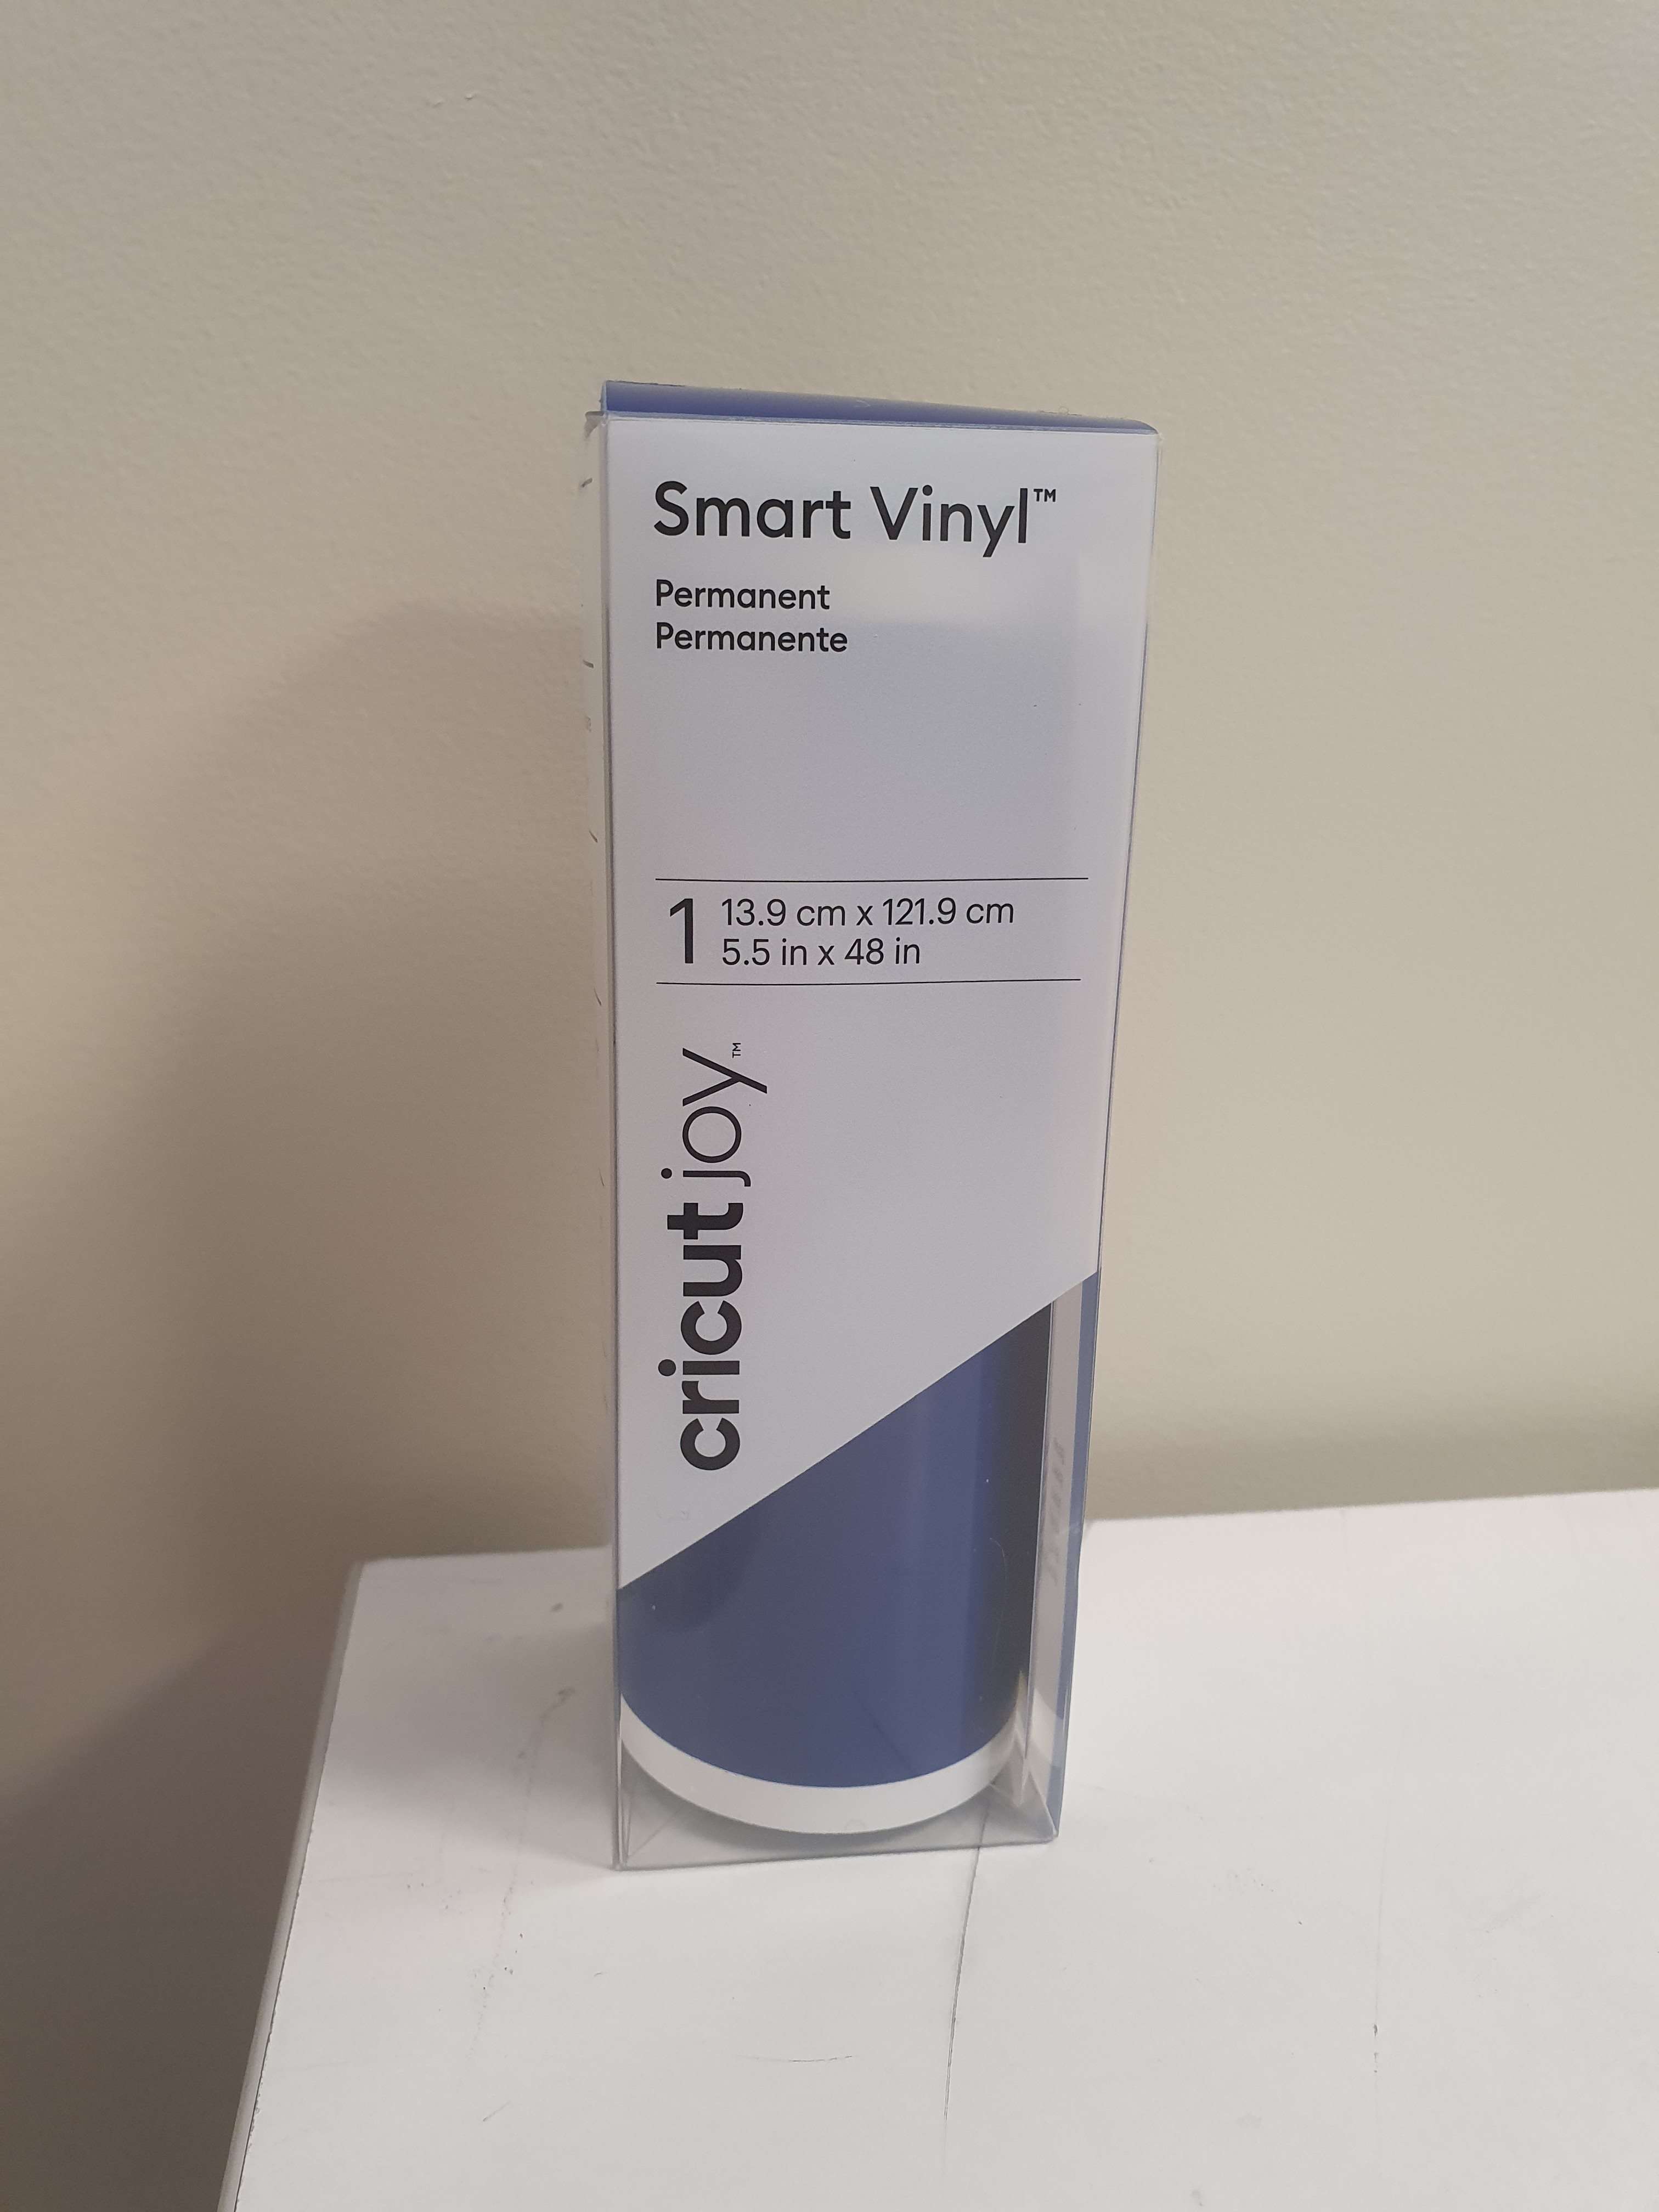 Smart Vinyl™
Permanent
Permanente
1 13.9 cm x 121.9 cm
5.5 in x 48 in
cricut joy™